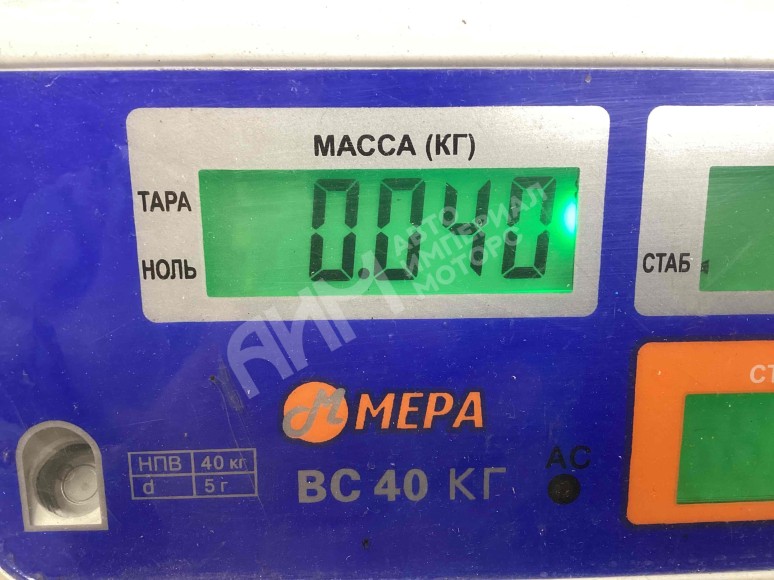 МАССА (КГ)
ТАРА
0.040
НОЛЬ
СТАБ
АИМ АВТО ИМПЕРИАЛ МОТОРС
СТ
МЕРА
НПВ 40 кг
d 5 г
ВС 40 КГ
АС